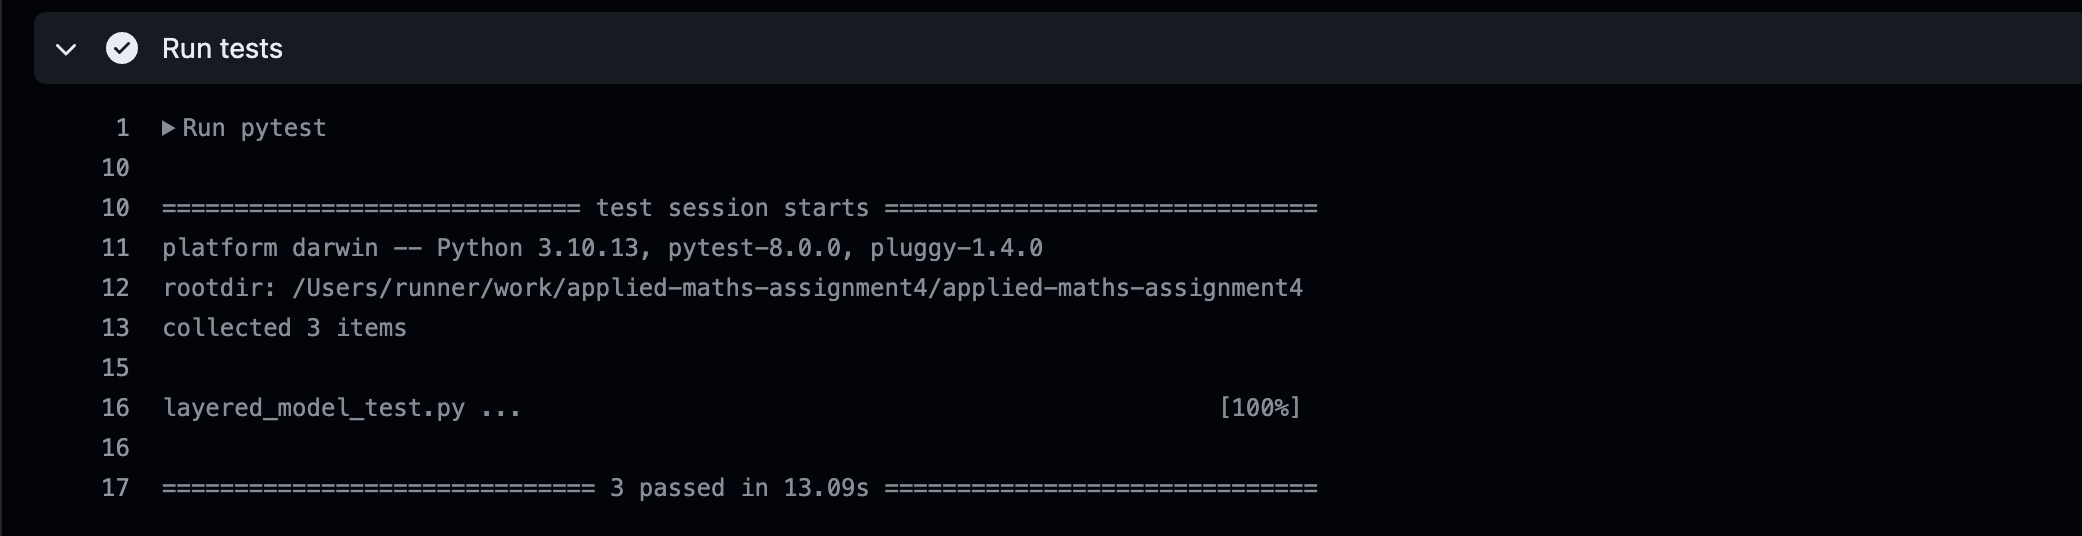 Run tests
1 Run pytest
10
10 ============================= test session starts ==============================
11 platform darwin -- Python 3.10.13, pytest-8.0.0, pluggy-1.4.0
12 rootdir: /Users/runner/work/applied-maths-assignment4/applied-maths-assignment4
13 collected 3 items
15
16 layered_model_test.py ... [100%]
16
17 ============================== 3 passed in 13.09s ==============================